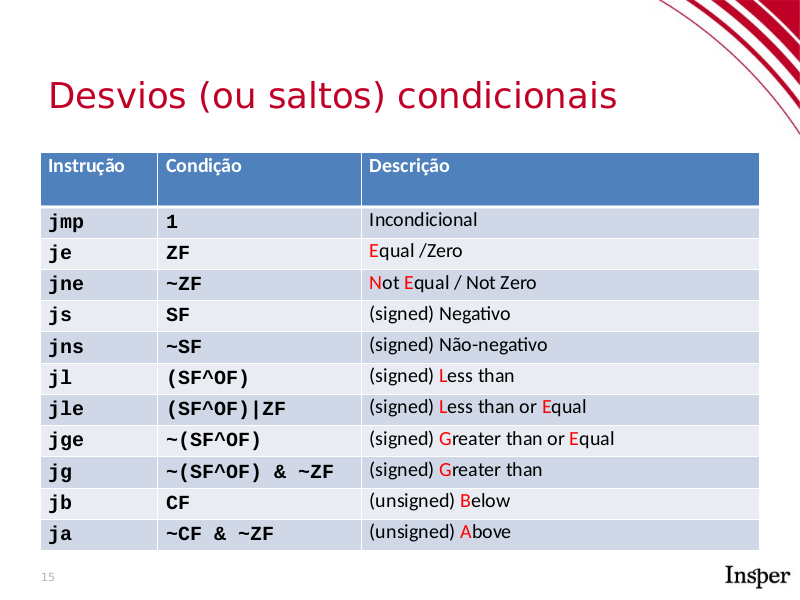 Desvios (ou saltos) condicionais
Instrução Condição Descrição
jmp 1 Incondicional
je ZF Equal /Zero
jne ~ZF Not Equal / Not Zero
js SF (signed) Negativo
jns ~SF (signed) Não-negativo
jl (SF^OF) (signed) Less than
jle (SF^OF)|ZF (signed) Less than or Equal
jge ~(SF^OF) (signed) Greater than or Equal
jg ~(SF^OF) & ~ZF (signed) Greater than
jb CF (unsigned) Below
ja ~CF & ~ZF (unsigned) Above
15 Insper